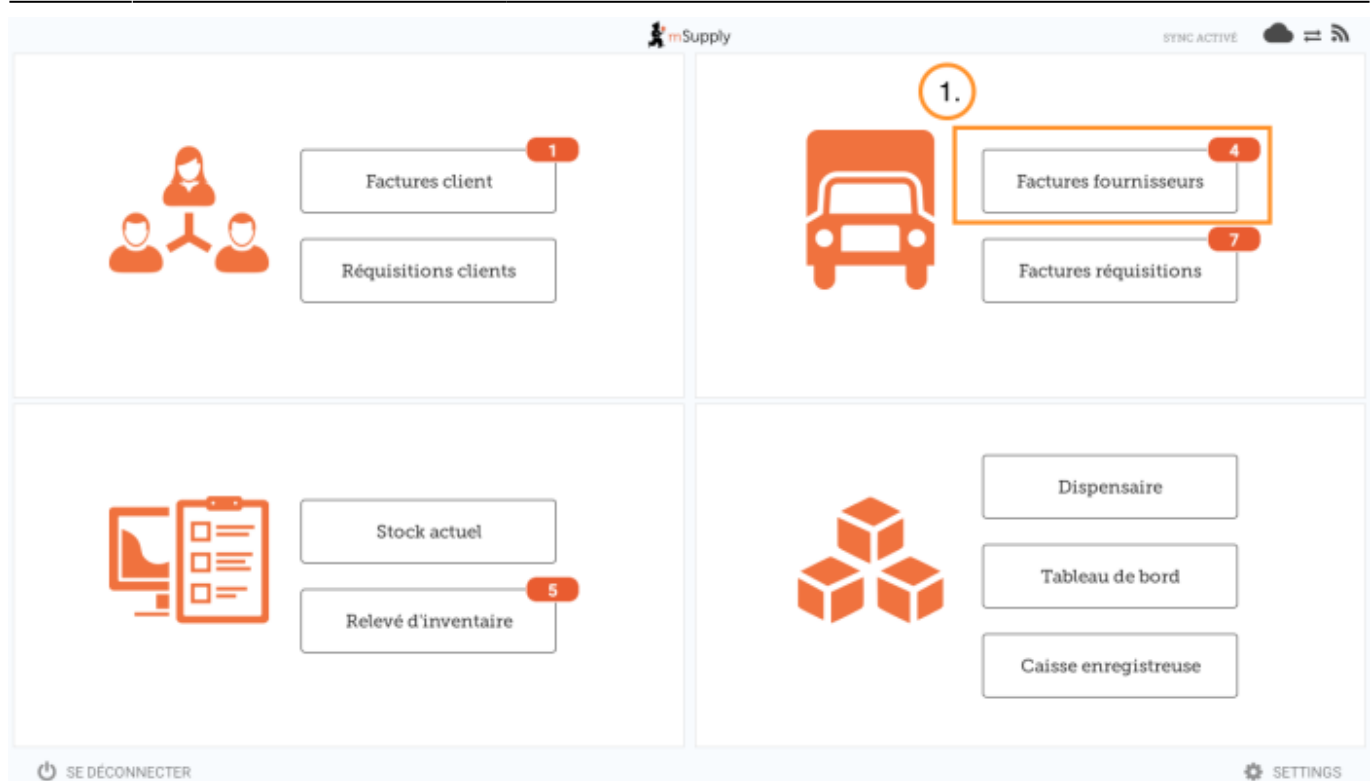 mSupply
SYNC ACTIVÉ
1
Factures client
Réquisitions clients
1.
4
Factures fournisseurs
7
Factures réquisitions
Stock actuel
5
Relevé d'inventaire
Dispensaire
Tableau de bord
Caisse enregistreuse
SE DÉCONNECTER
SETTINGS